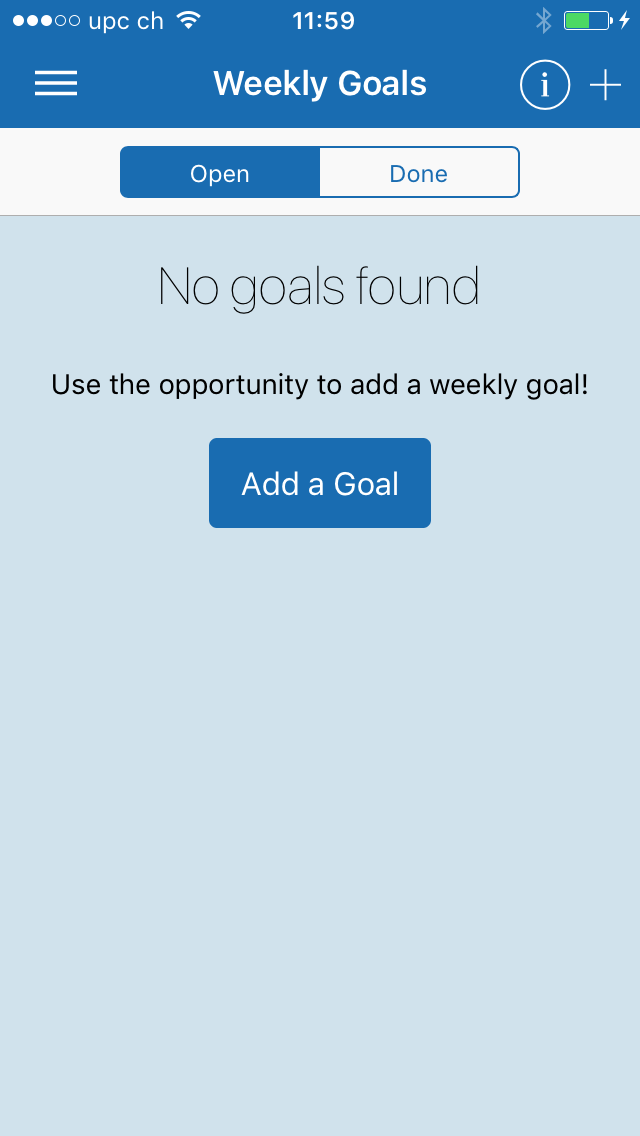 upc ch 11:59
Weekly Goals i +
Open Done
No goals found
Use the opportunity to add a weekly goal!
Add a Goal